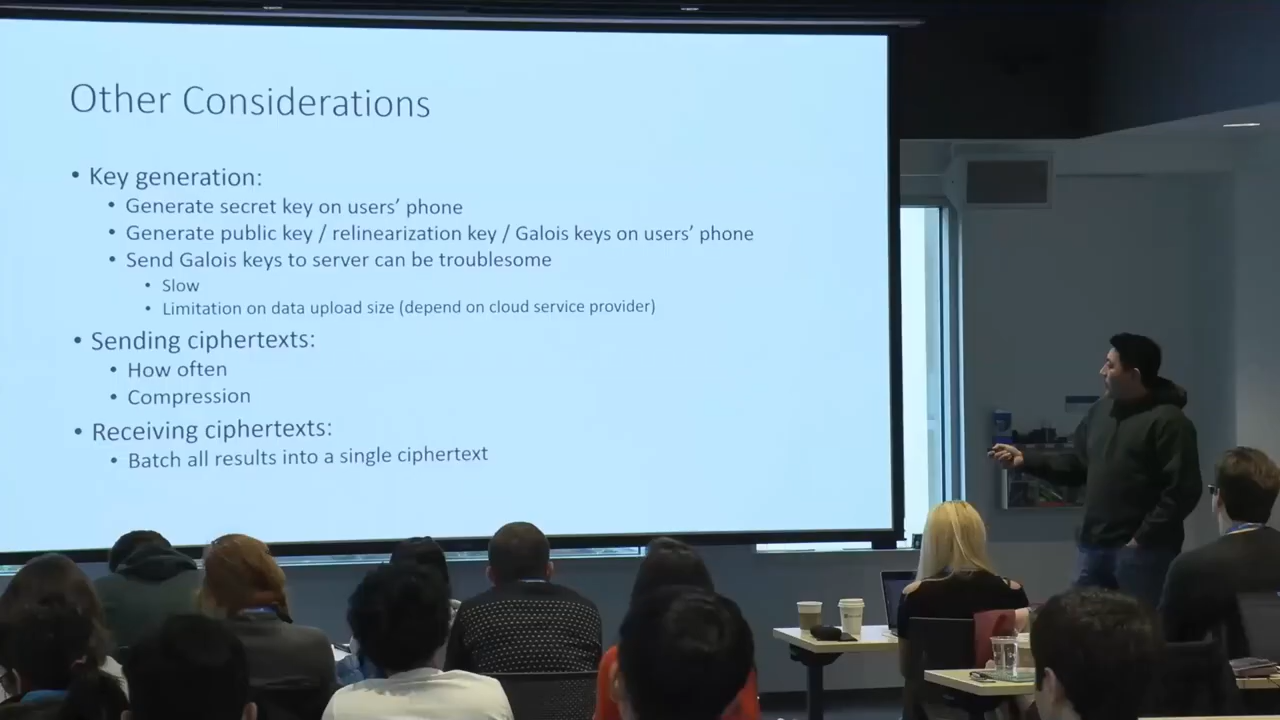 Other Considerations
• Key generation:
• Generate secret key on users' phone
• Generate public key / relinearization key / Galois keys on users' phone
• Send Galois keys to server can be troublesome
• Slow
• Limitation on data upload size (depend on cloud service provider)
• Sending ciphertexts:
• How often
• Compression
• Receiving ciphertexts:
• Batch all results into a single ciphertext